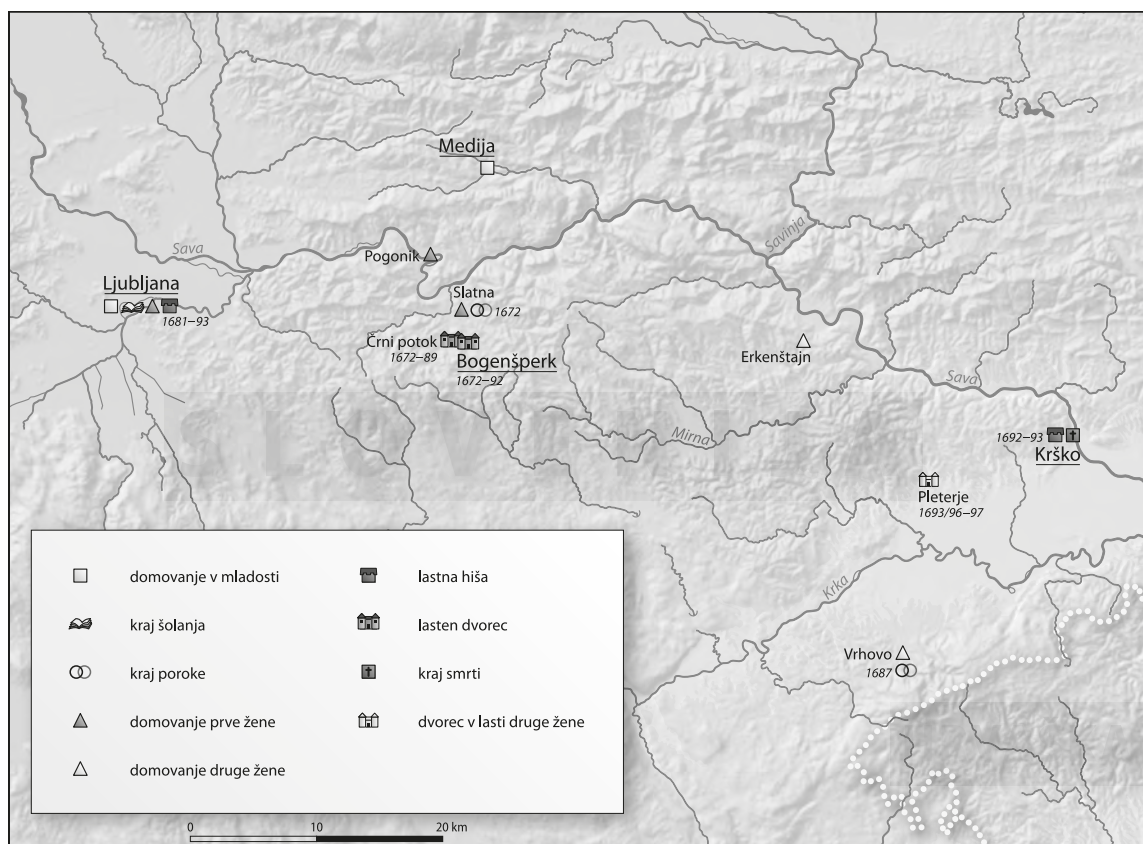 Medija
Savinja
Sava
Pogonik
Ljubljana
1681–93
Slatna
1672
Črni potok
1672–89
Bogenšperk
1672–92
Erkenštajn
Sava
Mirna
1692–93
Krško
Pleterje
1693/96–97
Krka
Vrhovo
1687
domovanje v mladosti
kraj šolanja
kraj poroke
domovanje prve žene
domovanje druge žene
lastna hiša
lasten dvorec
kraj smrti
dvorec v lasti druge žene
0 10 20 km